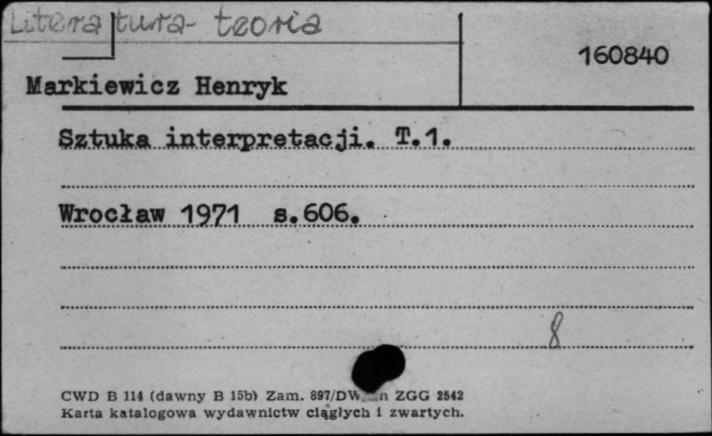 Literatura - teoria
160840
Markiewicz Henryk
Sztuka interpretacji. T.1.
Wrocław 1971 s.606.
8
CWD B 114 (dawny B 15b) Zam. 897/DW n ZGG 2542
Karta katalogowa wydawnictw ciągłych i zwartych.